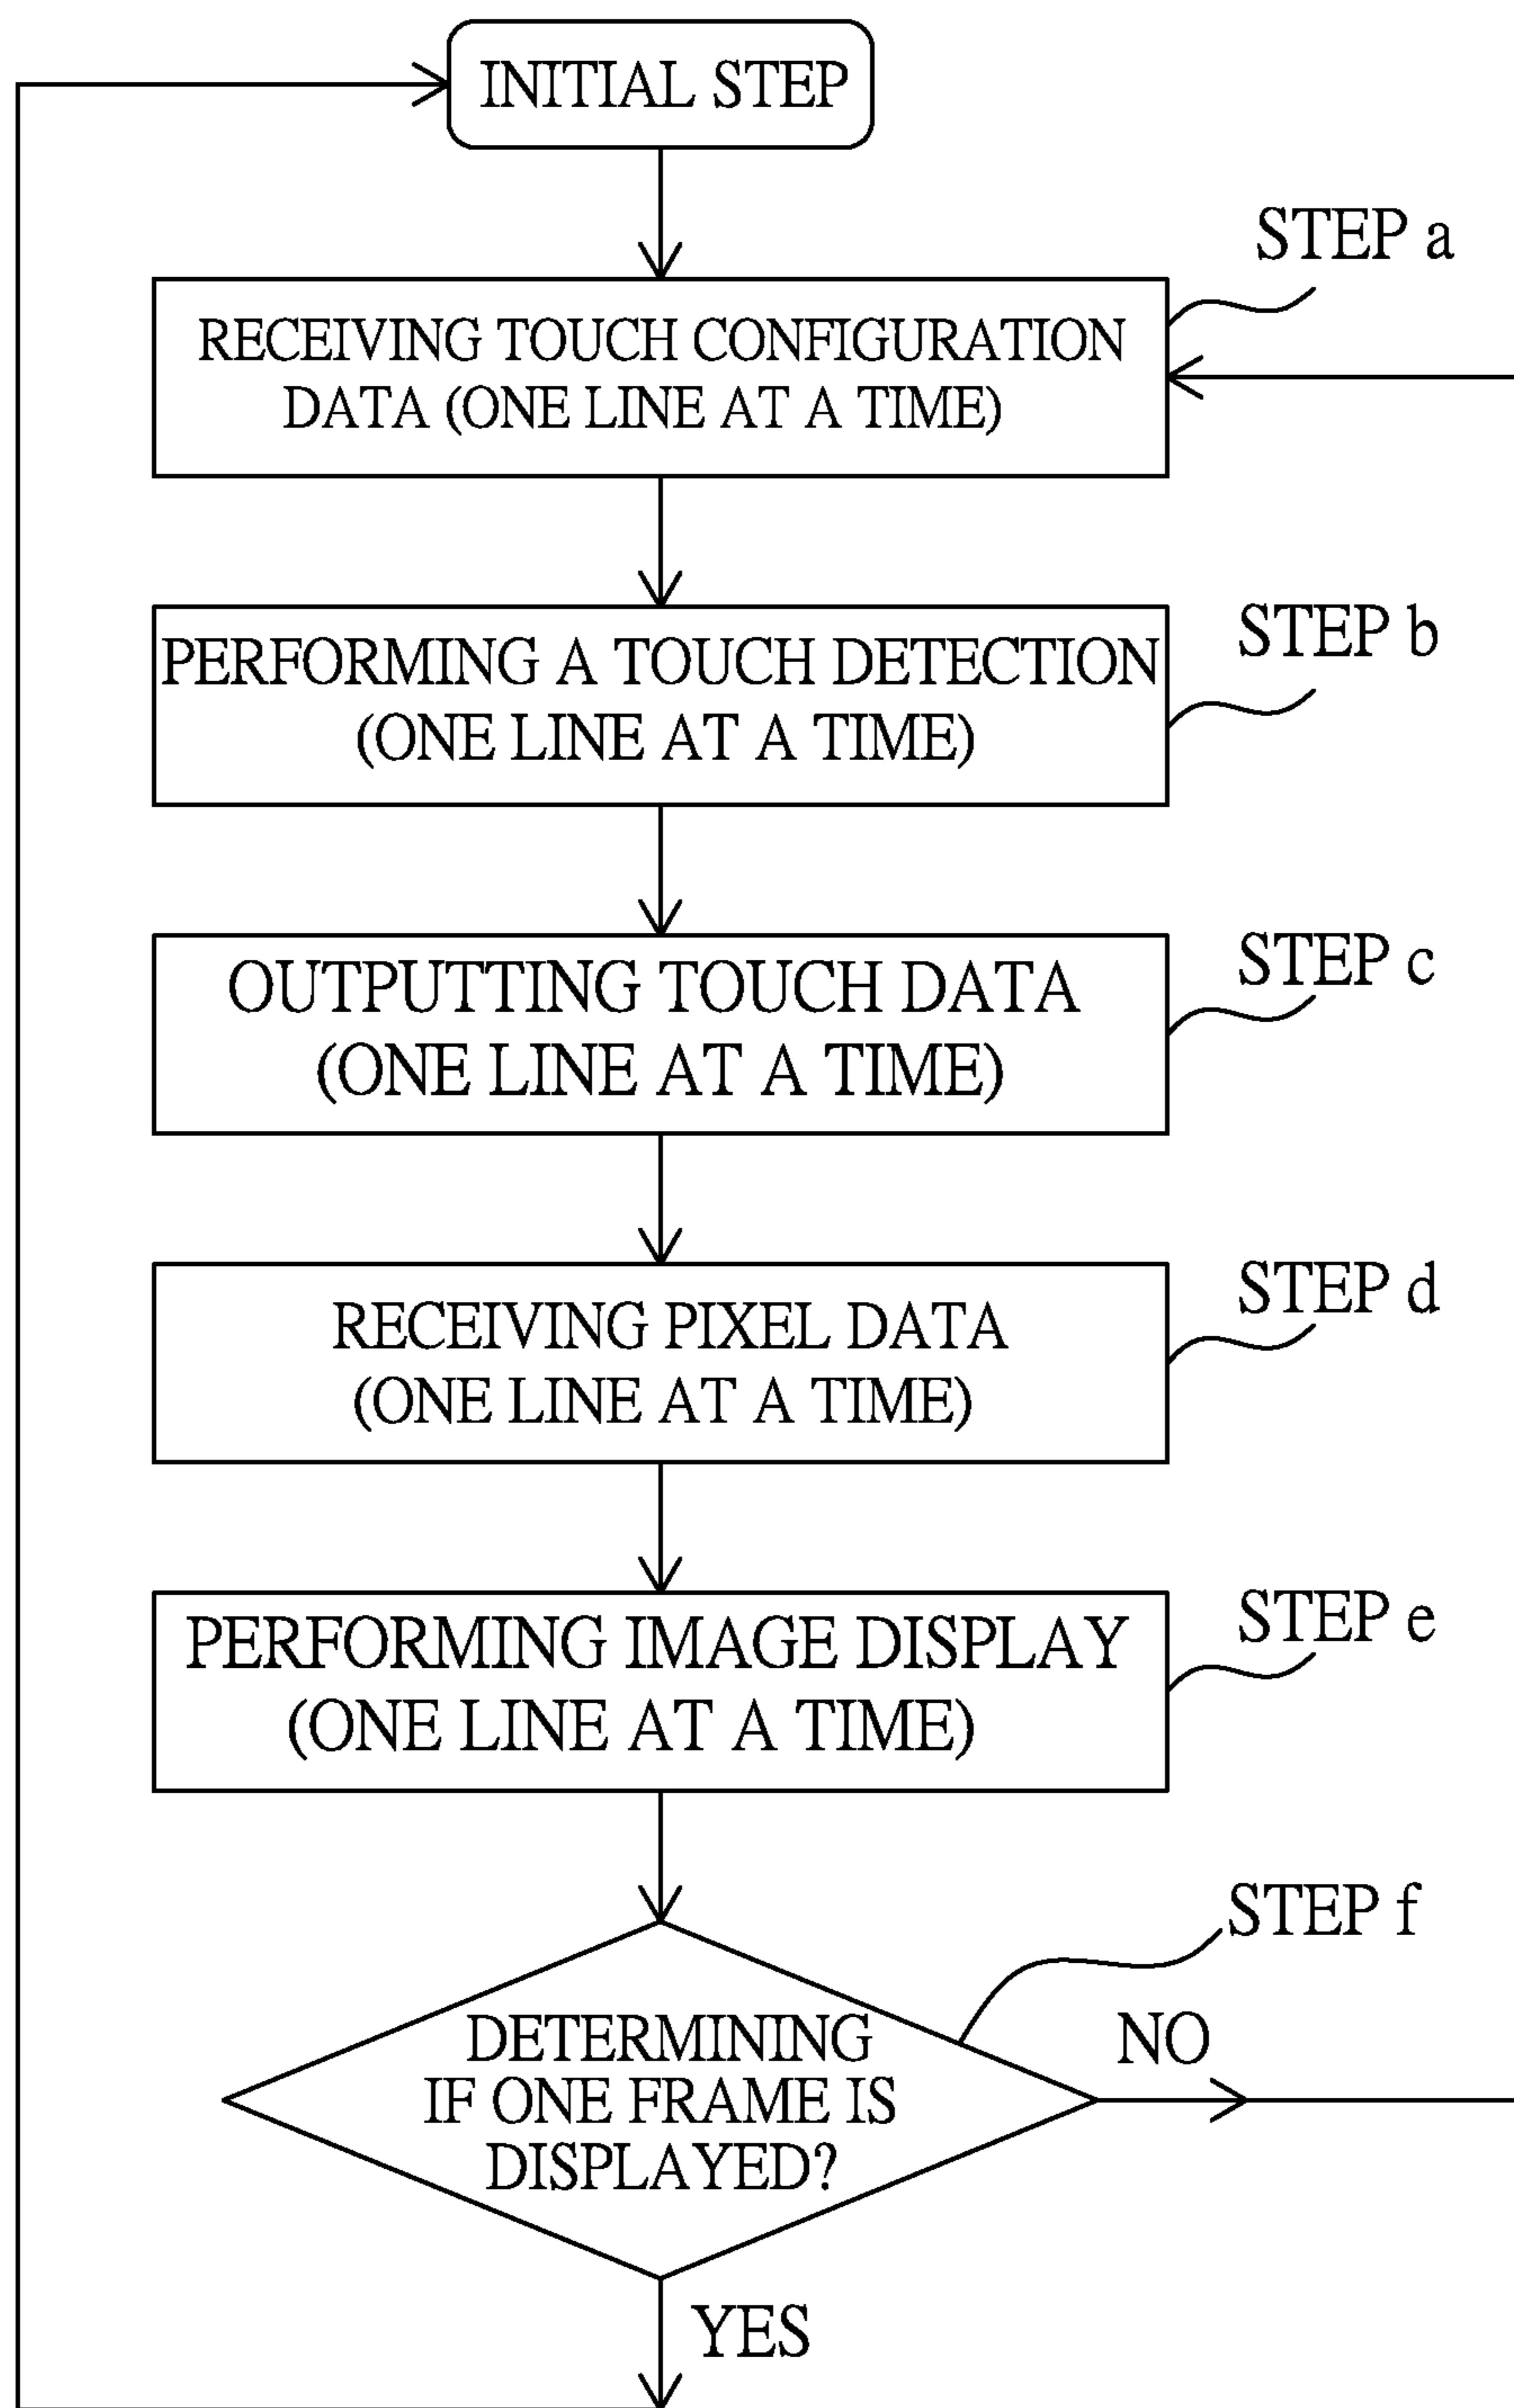 INITIAL STEP
STEP a
RECEIVING TOUCH CONFIGURATION
DATA (ONE LINE AT A TIME)
STEP b
PERFORMING A TOUCH DETECTION
(ONE LINE AT A TIME)
STEP c
OUTPUTTING TOUCH DATA
(ONE LINE AT A TIME)
STEP d
RECEIVING PIXEL DATA
(ONE LINE AT A TIME)
STEP e
PERFORMING IMAGE DISPLAY
(ONE LINE AT A TIME)
STEP f
NO
DETERMINING
IF ONE FRAME IS
DISPLAYED?
YES